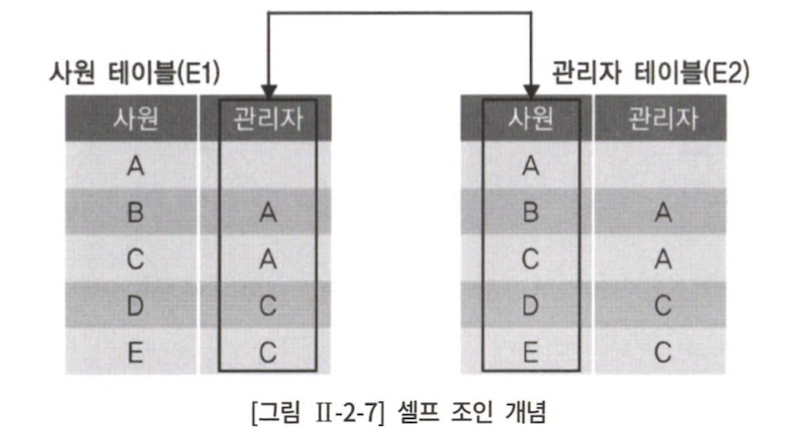 사원 테이블(E1) 관리자 테이블(E2)
사원 관리자 사원 관리자
A A
B A B A
C A C A
D C D C
E C E C
[그림 Ⅱ-2-7] 셀프 조인 개념